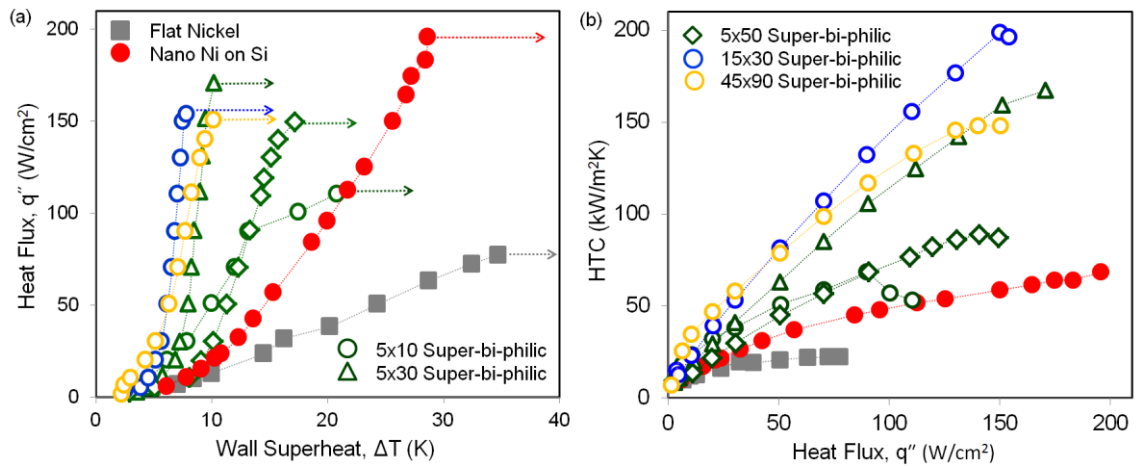 (a)
Flat Nickel
Nano Ni on Si
200
150
100
50
0
Heat Flux, q″ (W/cm²)
5x10 Super-bi-philic
5x30 Super-bi-philic
0 10 20 30 40
Wall Superheat, ΔT (K)
(b)
5x50 Super-bi-philic
15x30 Super-bi-philic
45x90 Super-bi-philic
200
150
100
50
0
HTC (kW/m²K)
0 50 100 150 200
Heat Flux, q″ (W/cm²)